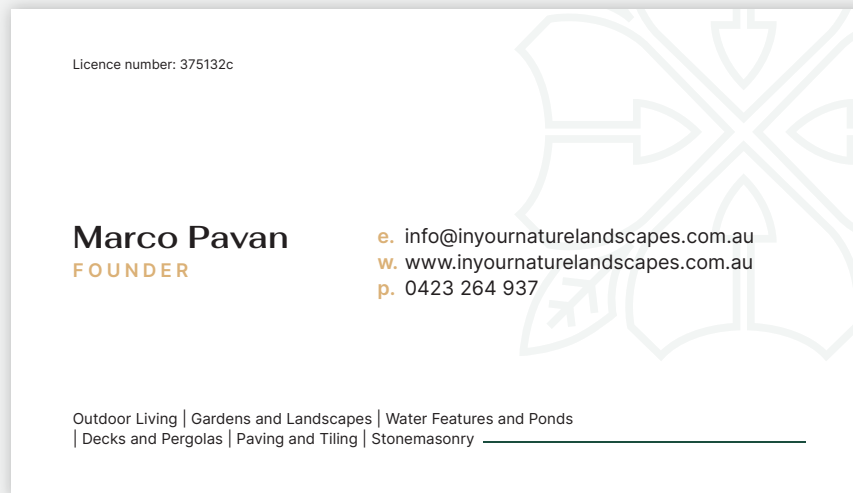 Licence number: 375132c
Marco Pavan
FOUNDER
e. info@inyournaturelandscapes.com.au
w. www.inyournaturelandscapes.com.au
p. 0423 264 937
Outdoor Living | Gardens and Landscapes | Water Features and Ponds
| Decks and Pergolas | Paving and Tiling | Stonemasonry